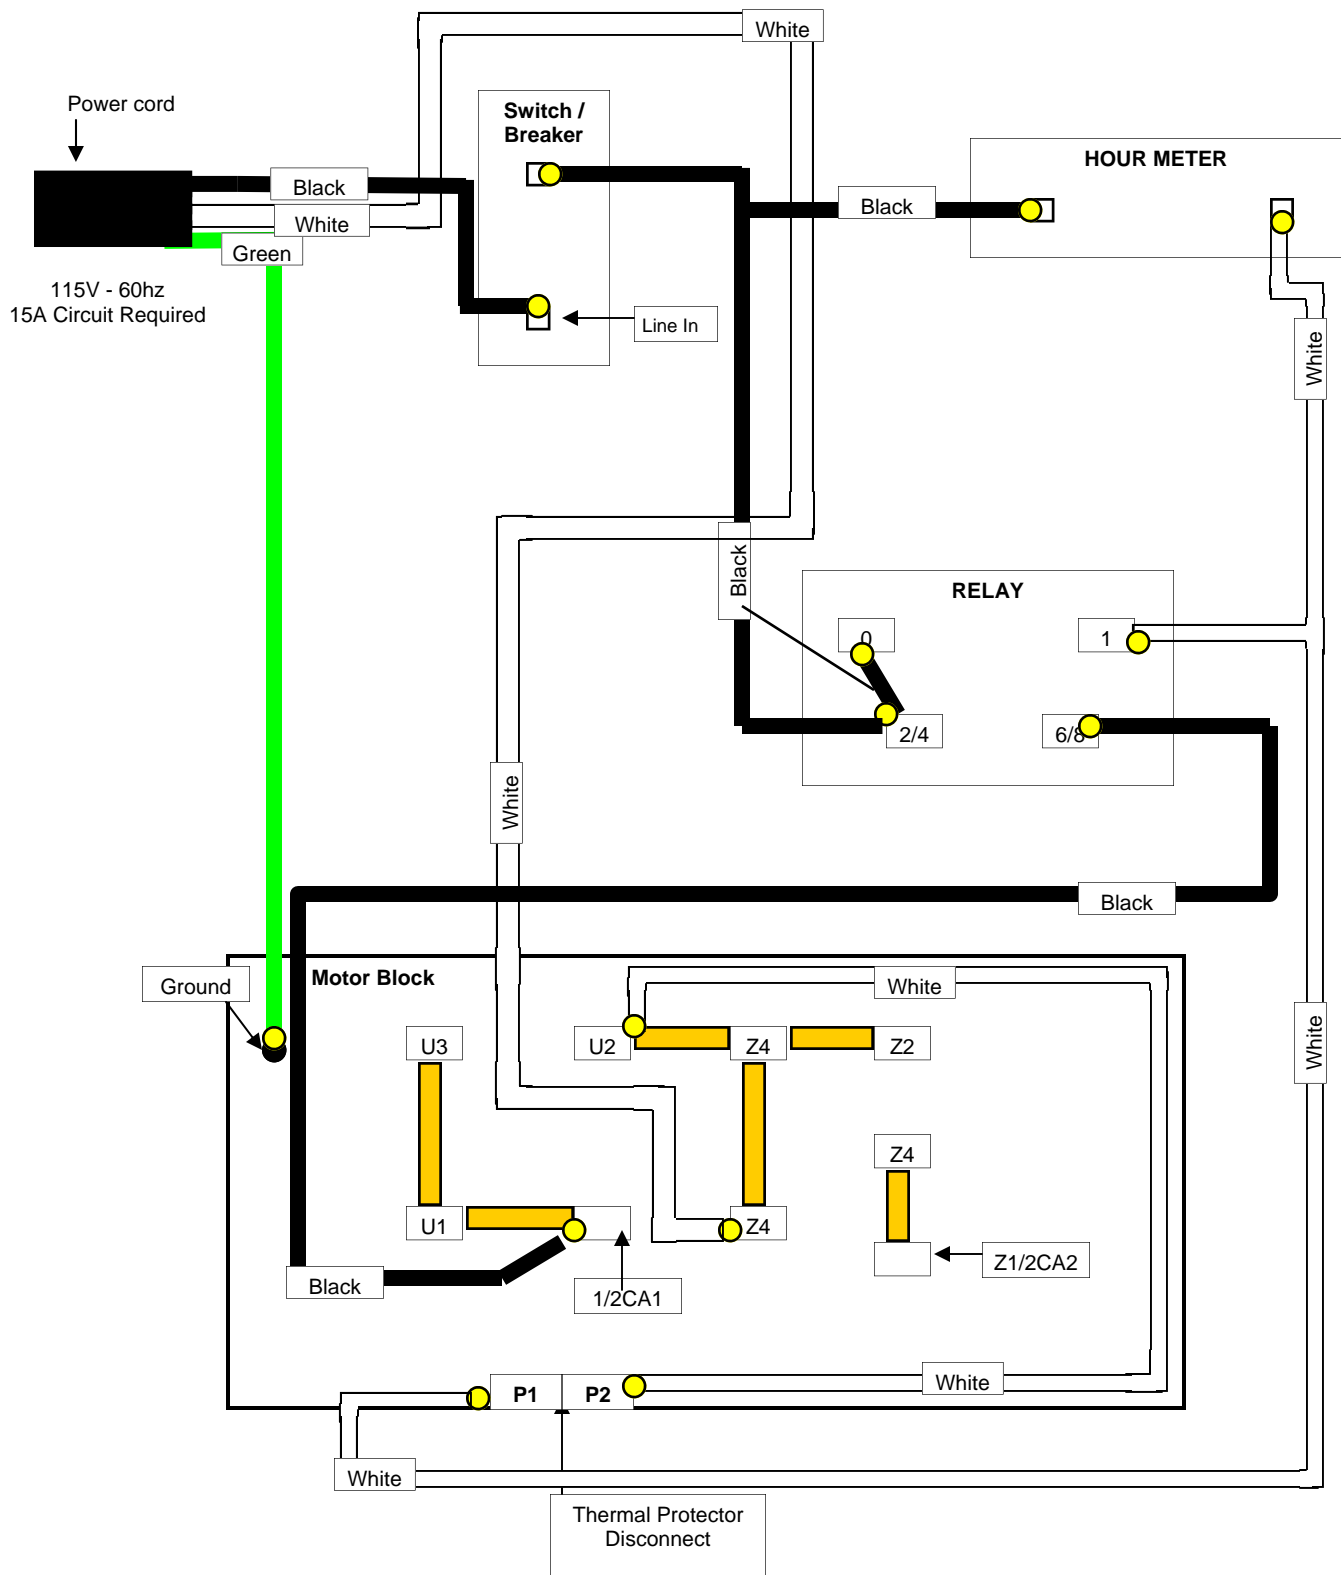 White
Power cord
Switch /
Breaker
HOUR METER
Black
White
Black
Green
115V - 60hz
15A Circuit Required
Line In
White
Black
RELAY
0
1
2/4
6/8
White
Black
Motor Block
Ground
White
White
U3
U2
Z4
Z2
Z4
U1
Z4
Z1/2CA2
Black
1/2CA1
P1
P2
White
White
Thermal Protector
Disconnect